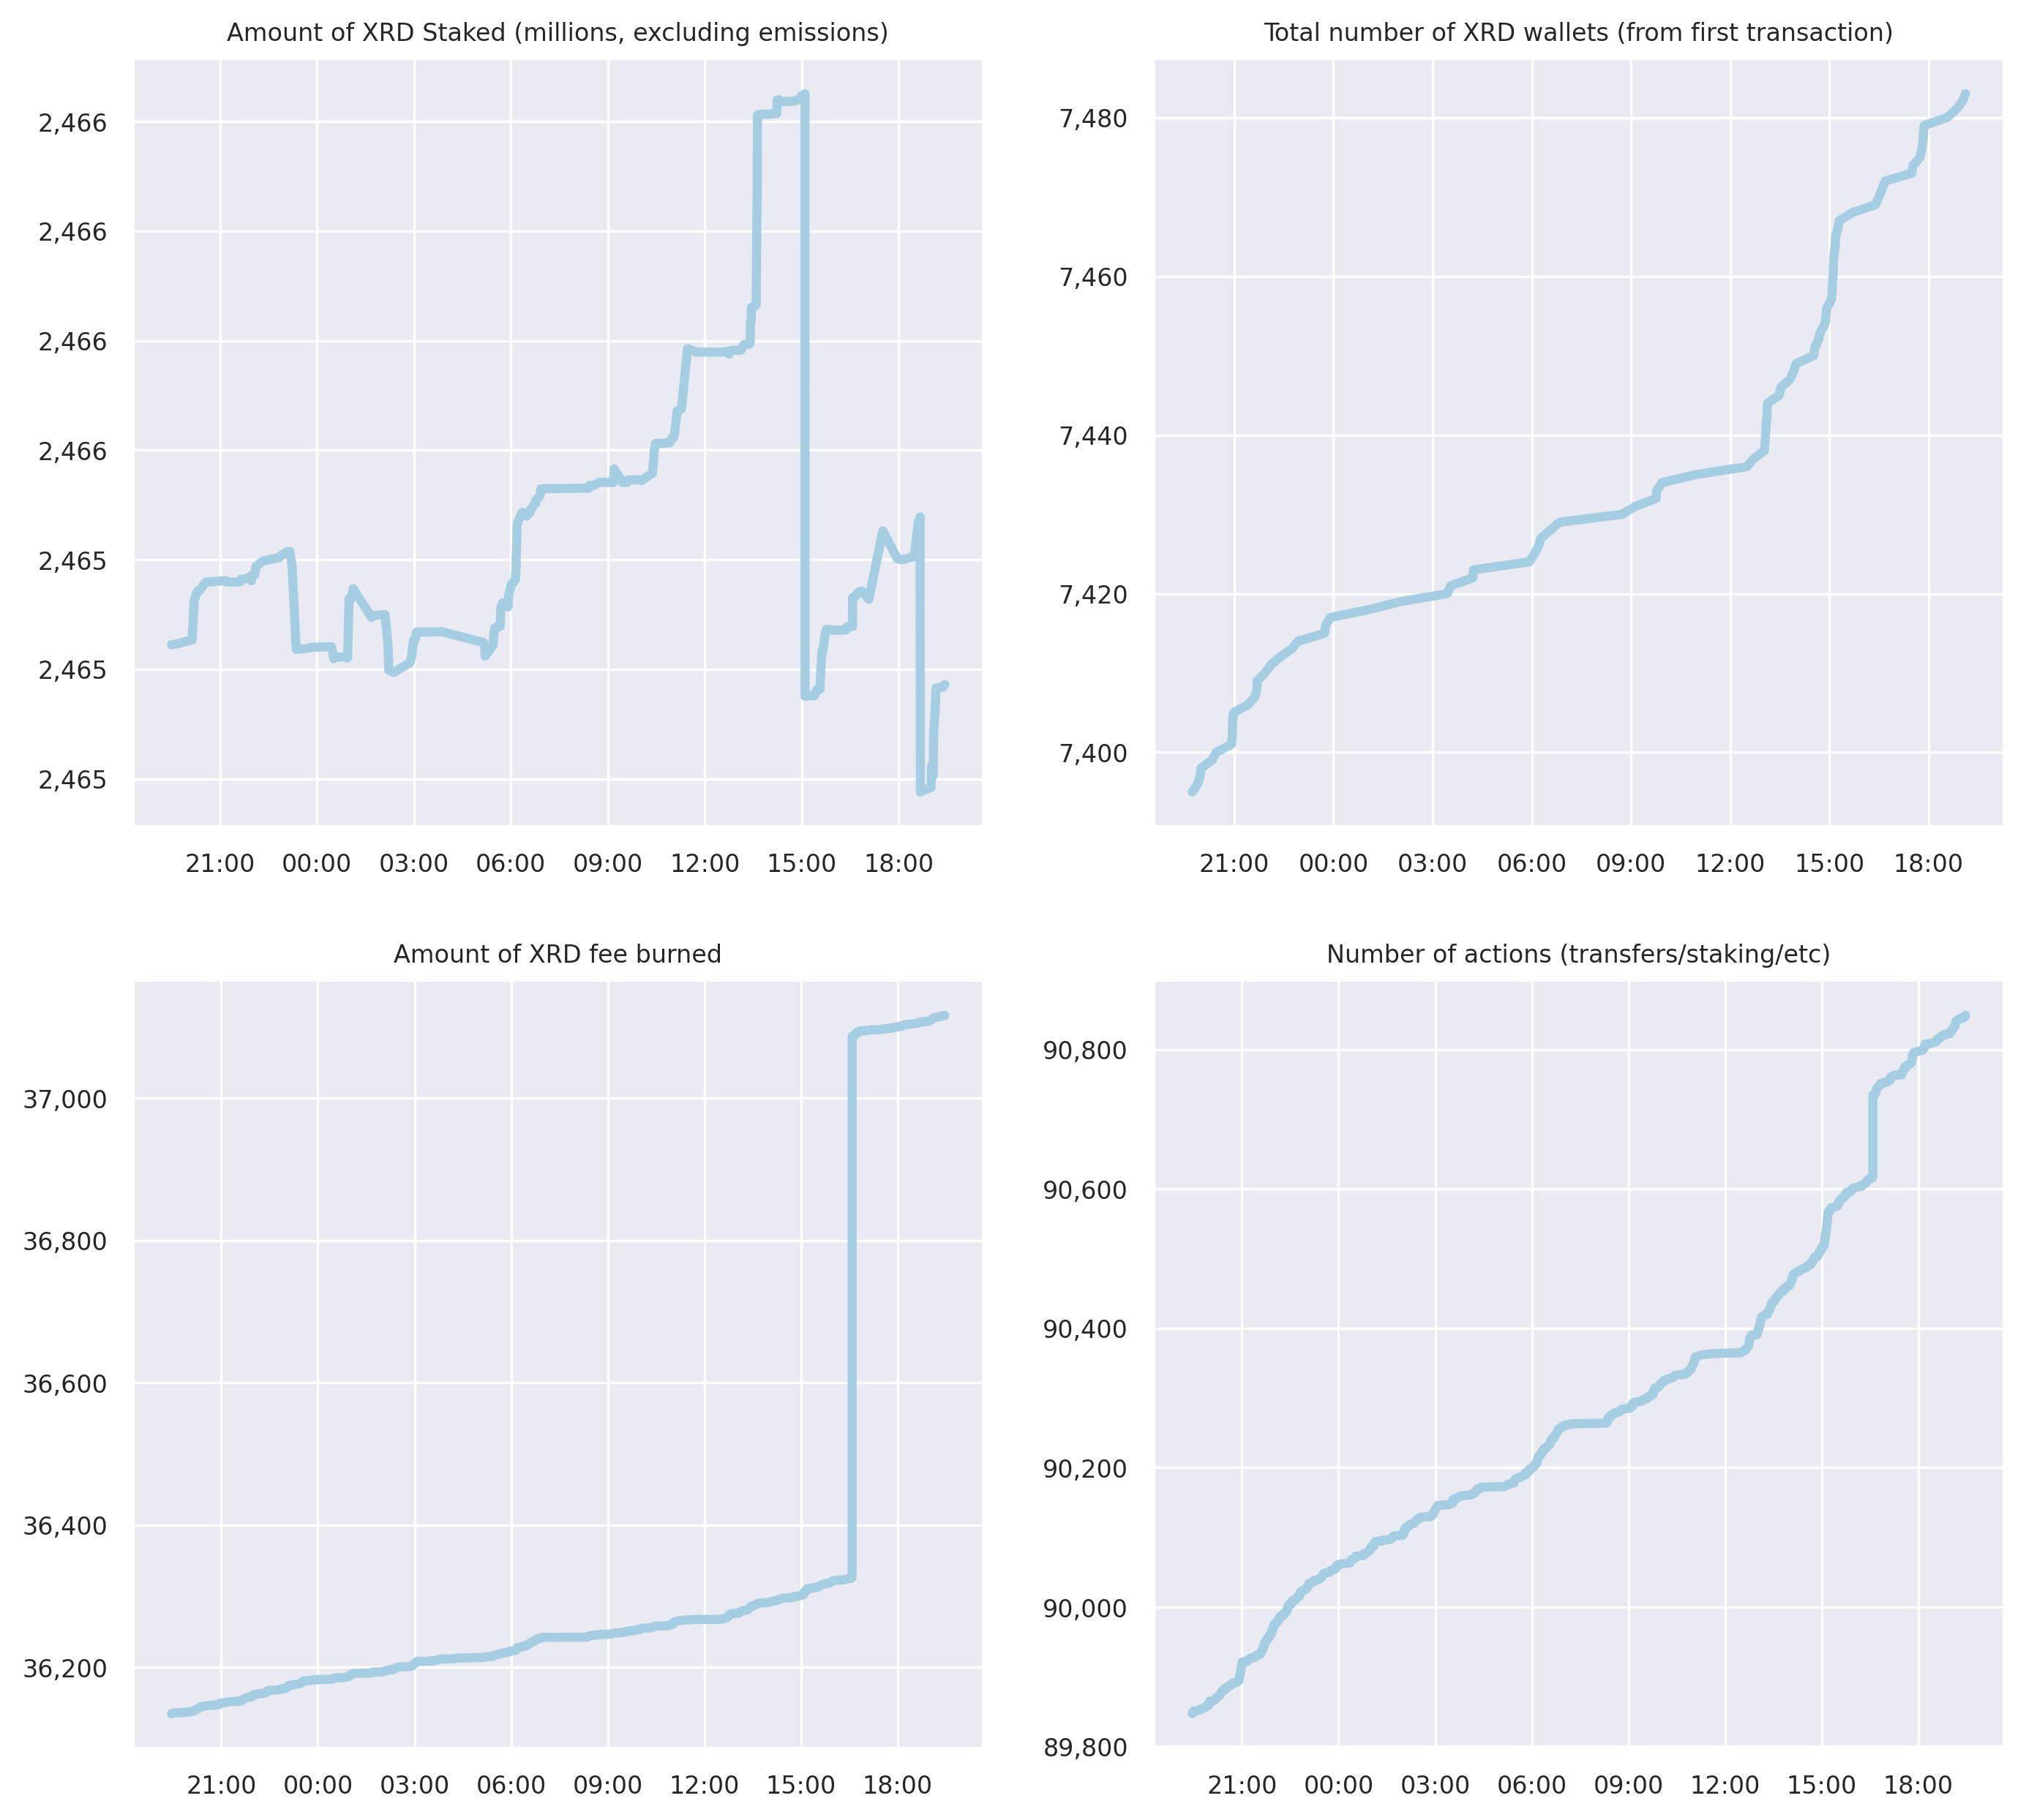 Amount of XRD Staked (millions, excluding emissions)
2,466
2,466
2,466
2,466
2,465
2,465
2,465
21:00 00:00 03:00 06:00 09:00 12:00 15:00 18:00
Total number of XRD wallets (from first transaction)
7,480
7,460
7,440
7,420
7,400
21:00 00:00 03:00 06:00 09:00 12:00 15:00 18:00
Amount of XRD fee burned
37,000
36,800
36,600
36,400
36,200
21:00 00:00 03:00 06:00 09:00 12:00 15:00 18:00
Number of actions (transfers/staking/etc)
90,800
90,600
90,400
90,200
90,000
89,800
21:00 00:00 03:00 06:00 09:00 12:00 15:00 18:00